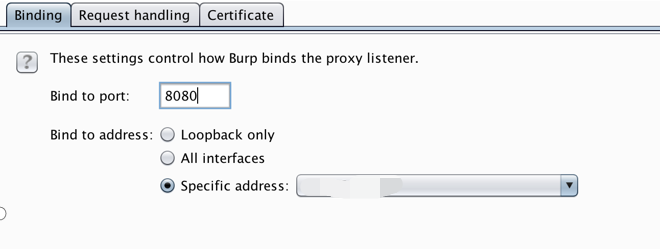 Binding Request handling Certificate
? These settings control how Burp binds the proxy listener.
Bind to port: 8080
Bind to address: Loopback only
All interfaces
Specific address: